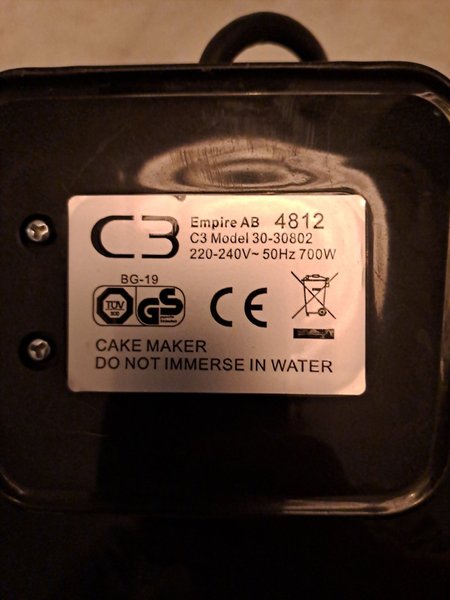 C3
Empire AB 4812
C3 Model 30-30802
220-240V~ 50Hz 700W
BG-19
TÜV
GS
CE
CAKE MAKER
DO NOT IMMERSE IN WATER